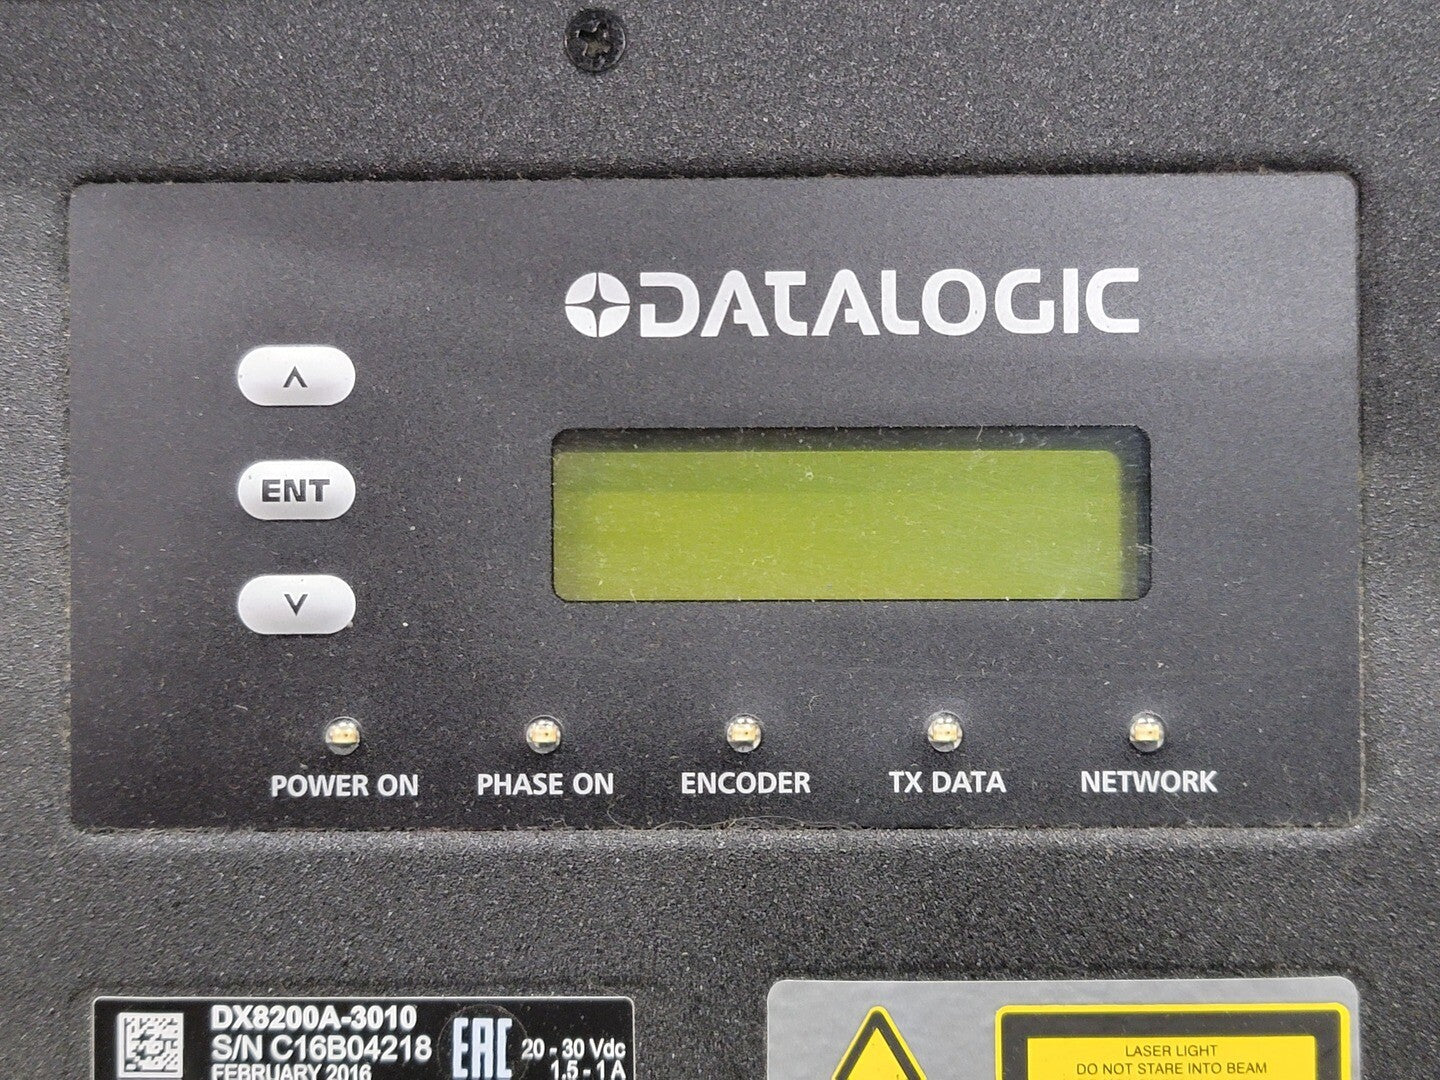 DATALOGIC
ENT
POWER ON PHASE ON ENCODER TX DATA NETWORK
DX8200A-3010
S/N C16B04218
FEBRUARY 2016
EAC
20 - 30 Vdc
1.5 - 1 A
LASER LIGHT
DO NOT STARE INTO BEAM